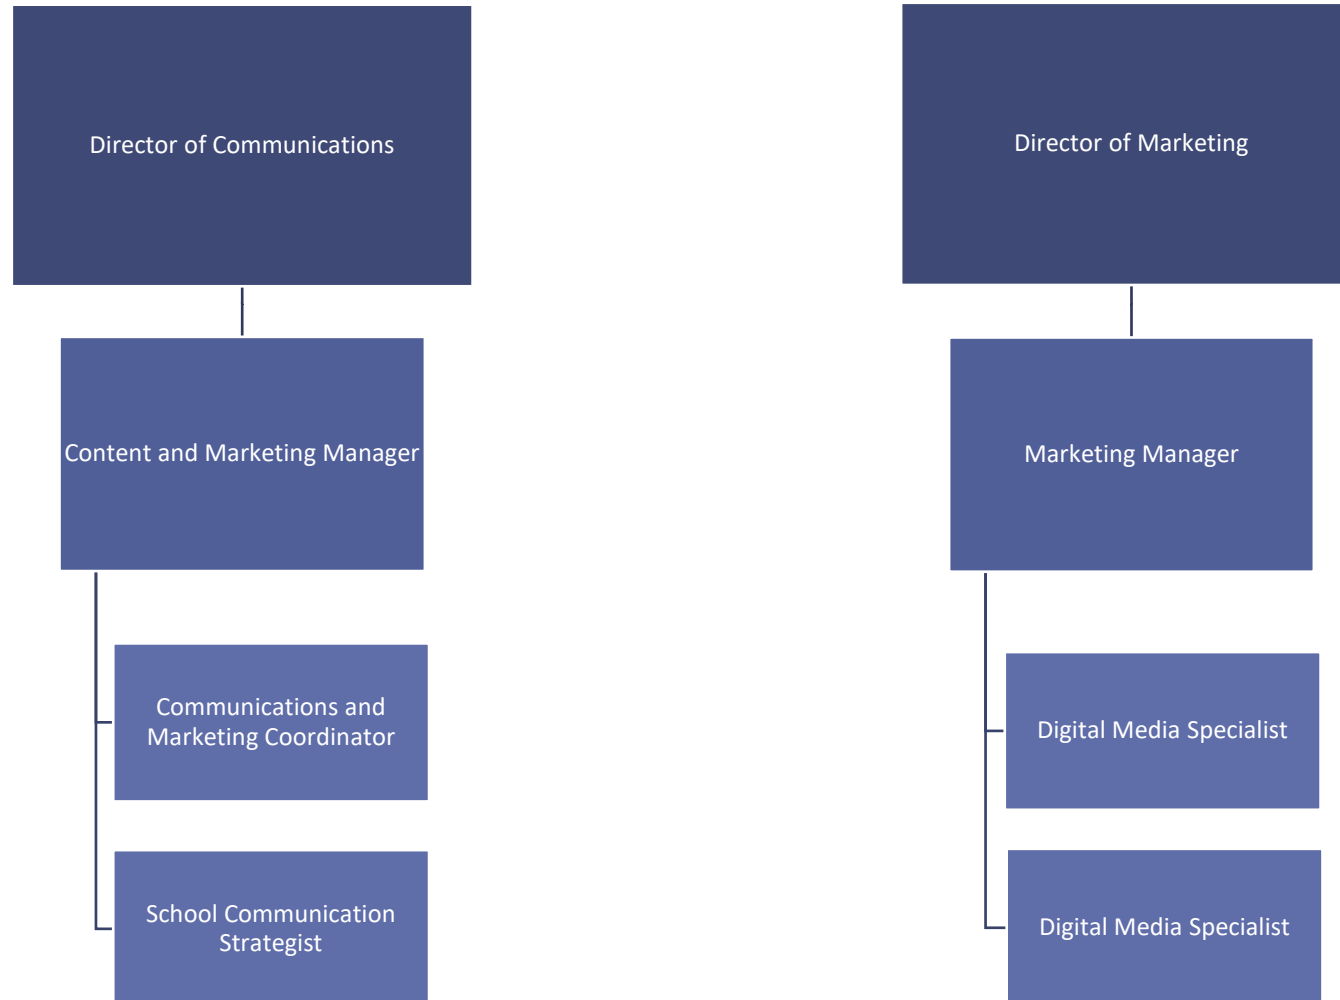 Director of Communications
Content and Marketing Manager
Communications and
Marketing Coordinator
School Communication
Strategist
Director of Marketing
Marketing Manager
Digital Media Specialist
Digital Media Specialist